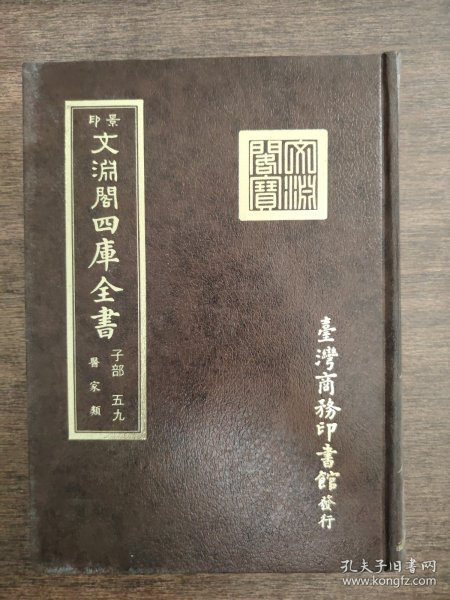 景印
文淵閣四庫全書
子部 五九
醫家類
文淵閣寶
臺灣商務印書館發行
孔夫子旧书网
www.kongfz.com